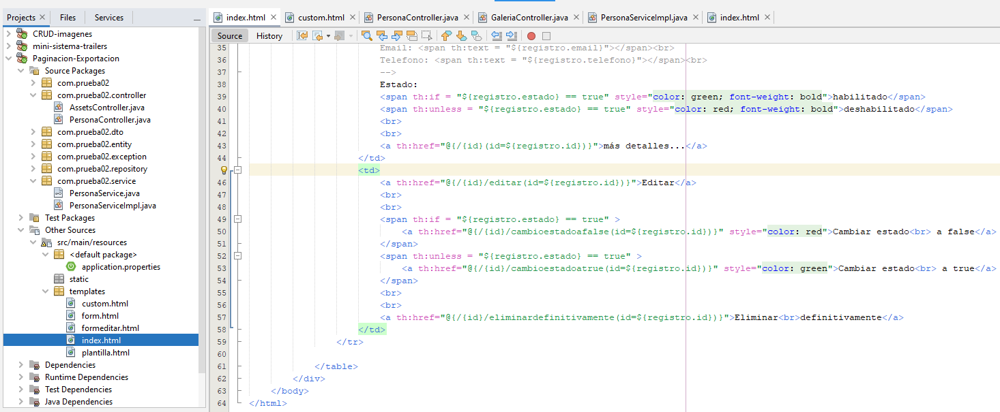 Projects Files Services
CRUD-imagenes
mini-sistema-trailers
Paginacion-Exportacion
Source Packages
com.prueba02
com.prueba02.controller
AssetsController.java
PersonaController.java
com.prueba02.dto
com.prueba02.entity
com.prueba02.exception
com.prueba02.repository
com.prueba02.service
PersonaService.java
PersonaServiceImpl.java
Test Packages
Other Sources
src/main/resources
<default package>
application.properties
static
templates
custom.html
form.html
formeditar.html
index.html
plantilla.html
Dependencies
Runtime Dependencies
Test Dependencies
Java Dependencies
index.html custom.html PersonaController.java GaleriaController.java PersonaServiceImpl.java index.html
Source History
35 Email: <span th:text = "${registro.email}"></span><br>
36 Telefono: <span th:text = "${registro.telefono}"></span><br>
37 -->
38 Estado:
39 <span th:if = "${registro.estado} == true" style="color: green; font-weight: bold">habilitado</span>
40 <span th:unless = "${registro.estado} == true" style="color: red; font-weight: bold">deshabilitado</span>
41 <br>
42 <br>
43 <a th:href="@{/{id}(id=${registro.id})}">más detalles...</a>
44 </td>
<td>
46 <a th:href="@{/{id}/editar(id=${registro.id})}">Editar</a>
47 <br>
48 <br>
49 <span th:if = "${registro.estado} == true" >
50 <a th:href="@{/{id}/cambioestadoafalse(id=${registro.id})}" style="color: red">Cambiar estado<br> a false</a>
51 </span>
52 <span th:unless = "${registro.estado} == true" >
53 <a th:href="@{/{id}/cambioestadoatrue(id=${registro.id})}" style="color: green">Cambiar estado<br> a true</a>
54 </span>
55 <br>
56 <br>
57 <a th:href="@{/{id}/eliminardefinitivamente(id=${registro.id})}">Eliminar<br>definitivamente</a>
58 </td>
59 </tr>
60
61 </table>
62 </div>
63 </body>
64 </html>